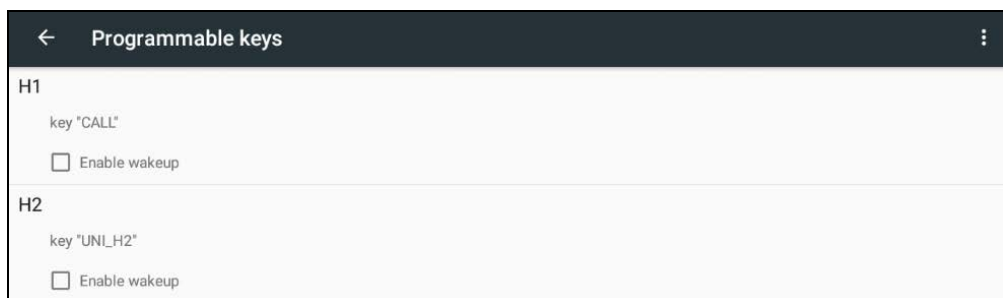 Programmable keys
H1
key "CALL"
Enable wakeup
H2
key "UNI_H2"
Enable wakeup